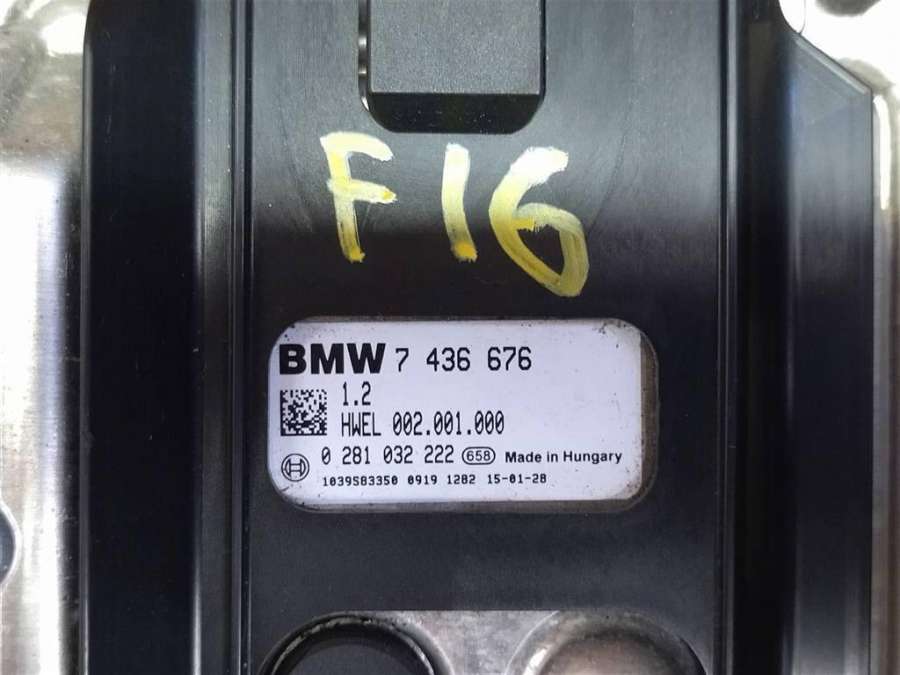 F16
BMW 7 436 676
1.2
HWEL 002.001.000
0 281 032 222 658 Made in Hungary
1039S83350 0919 1282 15-01-28